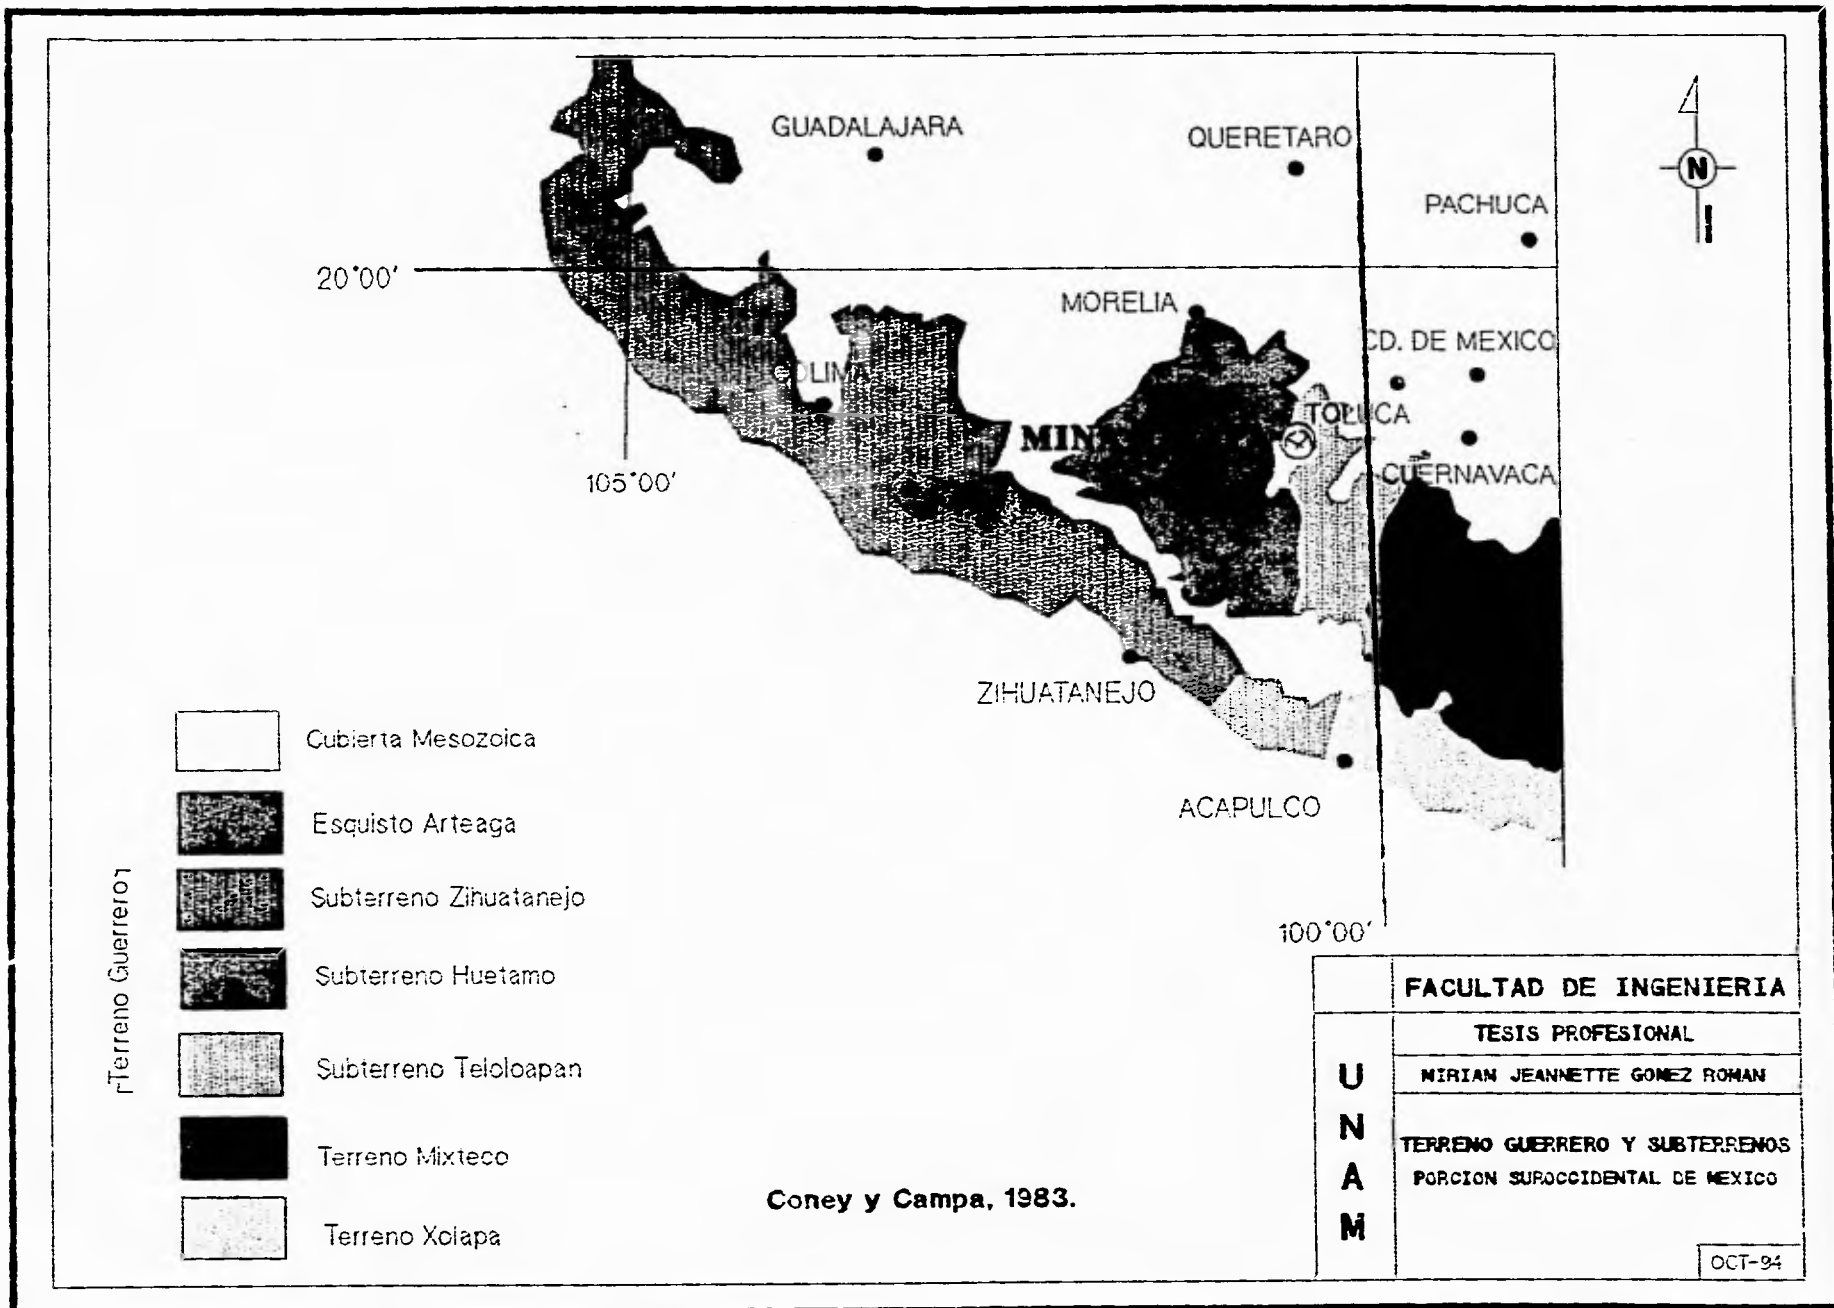 GUADALAJARA
QUERETARO
PACHUCA
N
20°00'
MORELIA
CD. DE MEXICO
TOLUCA
MIN
CUERNAVACA
105°00'
ZIHUATANEJO
ACAPULCO
100°00'
Cubierta Mesozoica
Esquisto Arteaga
Subterreno Zihuatanejo
Subterreno Huetamo
Subterreno Teloloapan
Terreno Mixteco
Terreno Xolapa
Terreno Guerrero
Coney y Campa, 1983.
FACULTAD DE INGENIERIA
TESIS PROFESIONAL
MIRIAN JEANNETTE GOMEZ ROMAN
UNAM
TERRENO GUERRERO Y SUBTERRENOS
PORCION SUROCCIDENTAL DE MEXICO
OCT-94